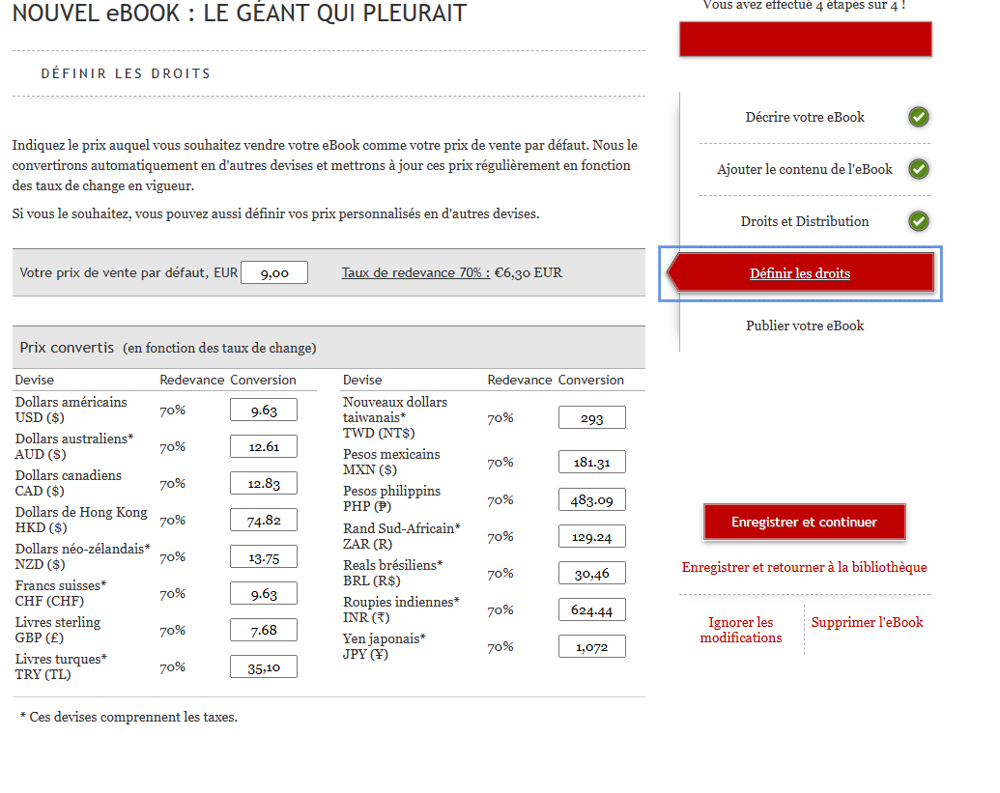 NOUVEL eBOOK : LE GÉANT QUI PLEURAIT
Vous avez effectué 4 étapes sur 4 !
DÉFINIR LES DROITS
Indiquez le prix auquel vous souhaitez vendre votre eBook comme votre prix de vente par défaut. Nous le
convertirons automatiquement en d'autres devises et mettrons à jour ces prix régulièrement en fonction
des taux de change en vigueur.
Si vous le souhaitez, vous pouvez aussi définir vos prix personnalisés en d'autres devises.
Votre prix de vente par défaut, EUR 9,00 Taux de redevance 70% : €6,30 EUR
Prix convertis (en fonction des taux de change)
Devise Redevance Conversion
Dollars américains
USD ($) 70% 9.63
Dollars australiens*
AUD ($) 70% 12.61
Dollars canadiens
CAD ($) 70% 12.83
Dollars de Hong Kong
HKD ($) 70% 74.82
Dollars néo-zélandais*
NZD ($) 70% 13.75
Francs suisses*
CHF (CHF) 70% 9.63
Livres sterling
GBP (£) 70% 7.68
Livres turques*
TRY (TL) 70% 35,10
Devise Redevance Conversion
Nouveaux dollars
taiwanais* 70% 293
TWD (NT$)
Pesos mexicains
MXN ($) 70% 181.31
Pesos philippins
PHP (₱) 70% 483.09
Rand Sud-Africain*
ZAR (R) 70% 129.24
Reals brésiliens*
BRL (R$) 70% 30,46
Roupies indiennes*
INR (₹) 70% 624.44
Yen japonais*
JPY (¥) 70% 1,072
* Ces devises comprennent les taxes.
Décrire votre eBook
Ajouter le contenu de l'eBook
Droits et Distribution
Définir les droits
Publier votre eBook
Enregistrer et continuer
Enregistrer et retourner à la bibliothèque
Ignorer les
modifications
Supprimer l'eBook